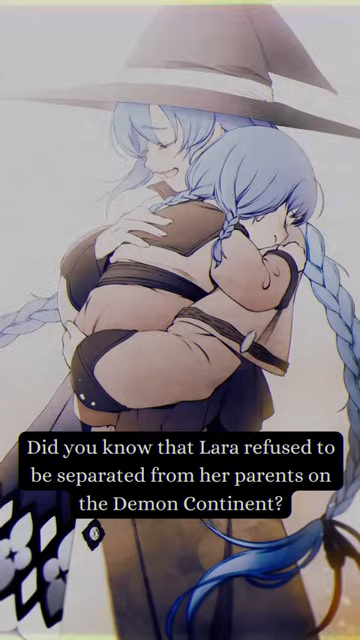 Did you know that Lara refused to
be separated from her parents on
the Demon Continent?